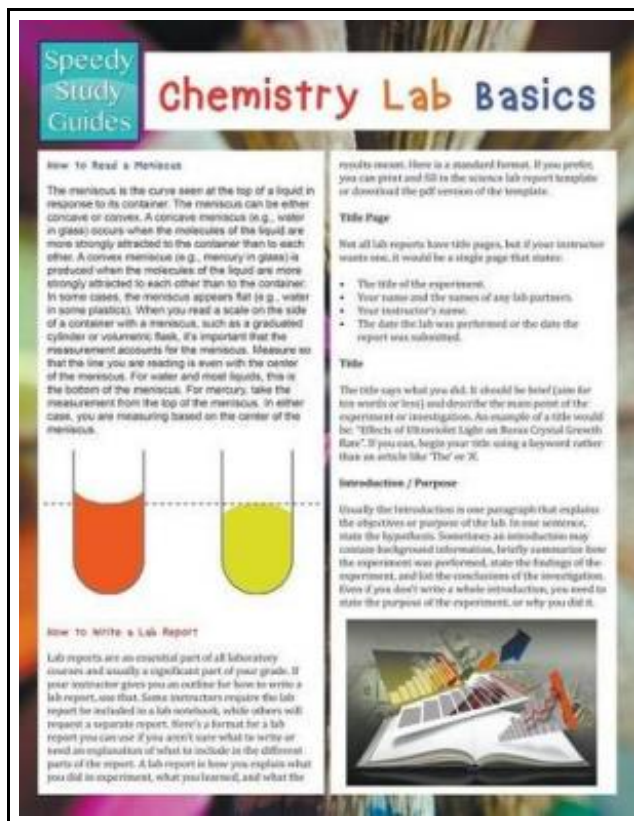 Speedy
Study
Guides
Chemistry Lab Basics
How to Read a Meniscus
The meniscus is the curve seen at the top of a liquid in
response to its container. The meniscus can be either
concave or convex. A concave meniscus (e.g., water
in glass) occurs when the molecules of the liquid are
more strongly attracted to the container than to each
other. A convex meniscus (e.g., mercury in glass) is
produced when the molecules of the liquid are more
strongly attracted to each other than to the container.
In some cases, the meniscus appears flat (e.g., water
in some plastics). When you read a scale on the side
of a container with a meniscus, such as a graduated
cylinder or volumetric flask, it's important that the
measurement accounts for the meniscus. Measure so
that the line you are reading is even with the center
of the meniscus. For water and most liquids, this is
the bottom of the meniscus. For mercury, take the
measurement from the top of the meniscus. In either
case, you are measuring based on the center of the
meniscus.
How to Write a Lab Report
Lab reports are an essential part of all laboratory
courses and usually a significant part of your grade. If
your instructor gives you an outline for how to write a
lab report, use that. Some instructors require the lab
report be included in a lab notebook, while others will
request a separate report. Here's a format for a lab
report you can use if you aren't sure what to write or
need an explanation of what to include in the different
parts of the report. A lab report is how you explain what
you did in experiment, what you learned, and what the
results meant. Here is a standard format. If you prefer,
you can print and fill in the science lab report template
or download the pdf version of the template.
Title Page
Not all lab reports have title pages, but if your instructor
wants one, it would be a single page that states:
• The title of the experiment.
• Your name and the names of any lab partners.
• Your instructor's name.
• The date the lab was performed or the date the
report was submitted.
Title
The title says what you did. It should be brief (aim for
ten words or less) and describe the main point of the
experiment or investigation. An example of a title would
be: "Effects of Ultraviolet Light on Borax Crystal Growth
Rate". If you can, begin your title using a keyword rather
than an article like 'The' or 'A'.
Introduction / Purpose
Usually the Introduction is one paragraph that explains
the objectives or purpose of the lab. In one sentence,
state the hypothesis. Sometimes an introduction may
contain background information, briefly summarize how
the experiment was performed, state the findings of the
experiment, and list the conclusions of the investigation.
Even if you don't write a whole introduction, you need to
state the purpose of the experiment, or why you did it.